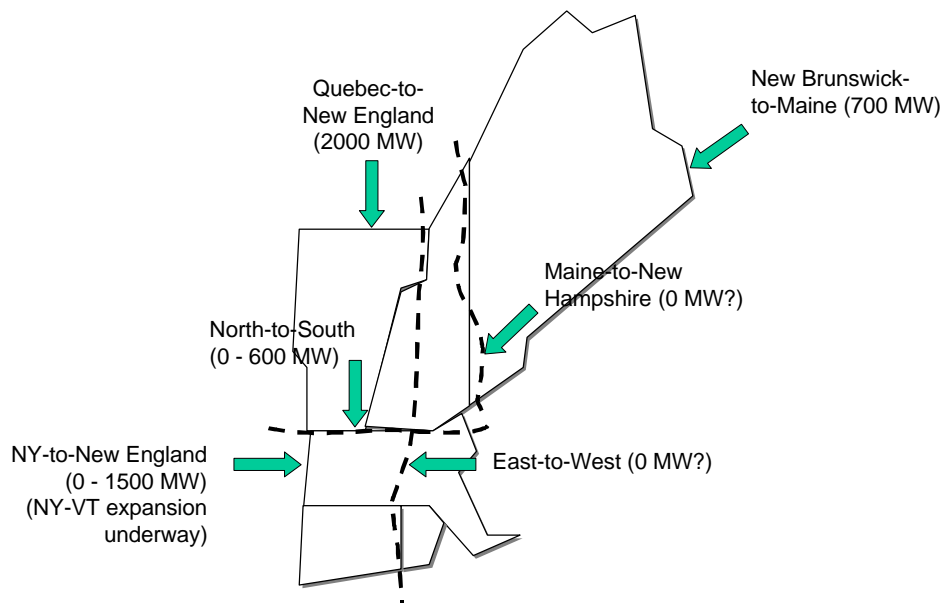 Quebec-to-
New England
(2000 MW)
New Brunswick-
to-Maine (700 MW)
Maine-to-New
Hampshire (0 MW?)
North-to-South
(0 - 600 MW)
NY-to-New England
(0 - 1500 MW)
(NY-VT expansion
underway)
East-to-West (0 MW?)